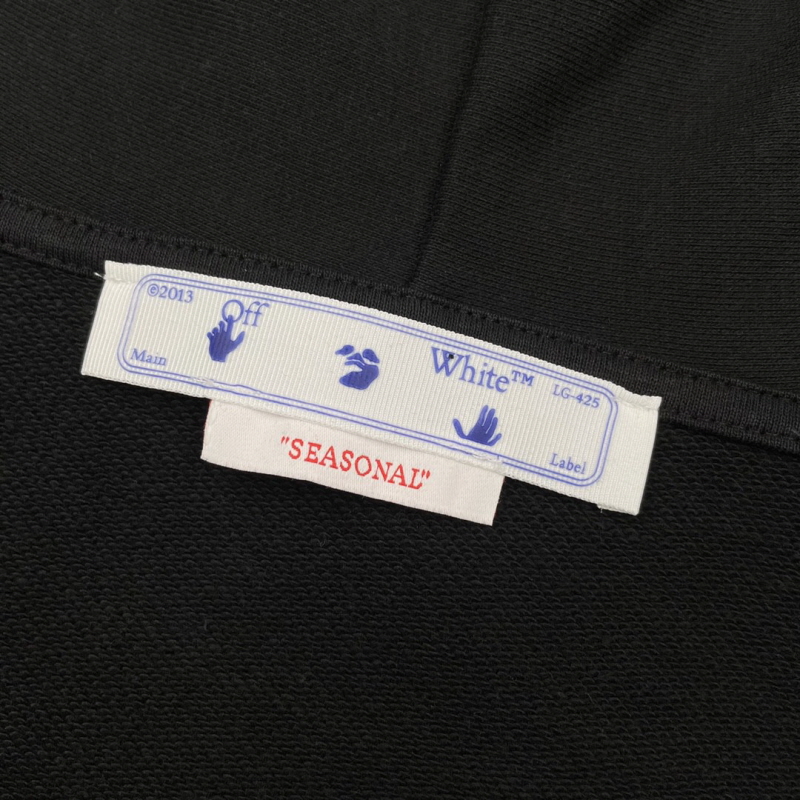 ©2013
Off
White™
LG-425
Main
Label
"SEASONAL"